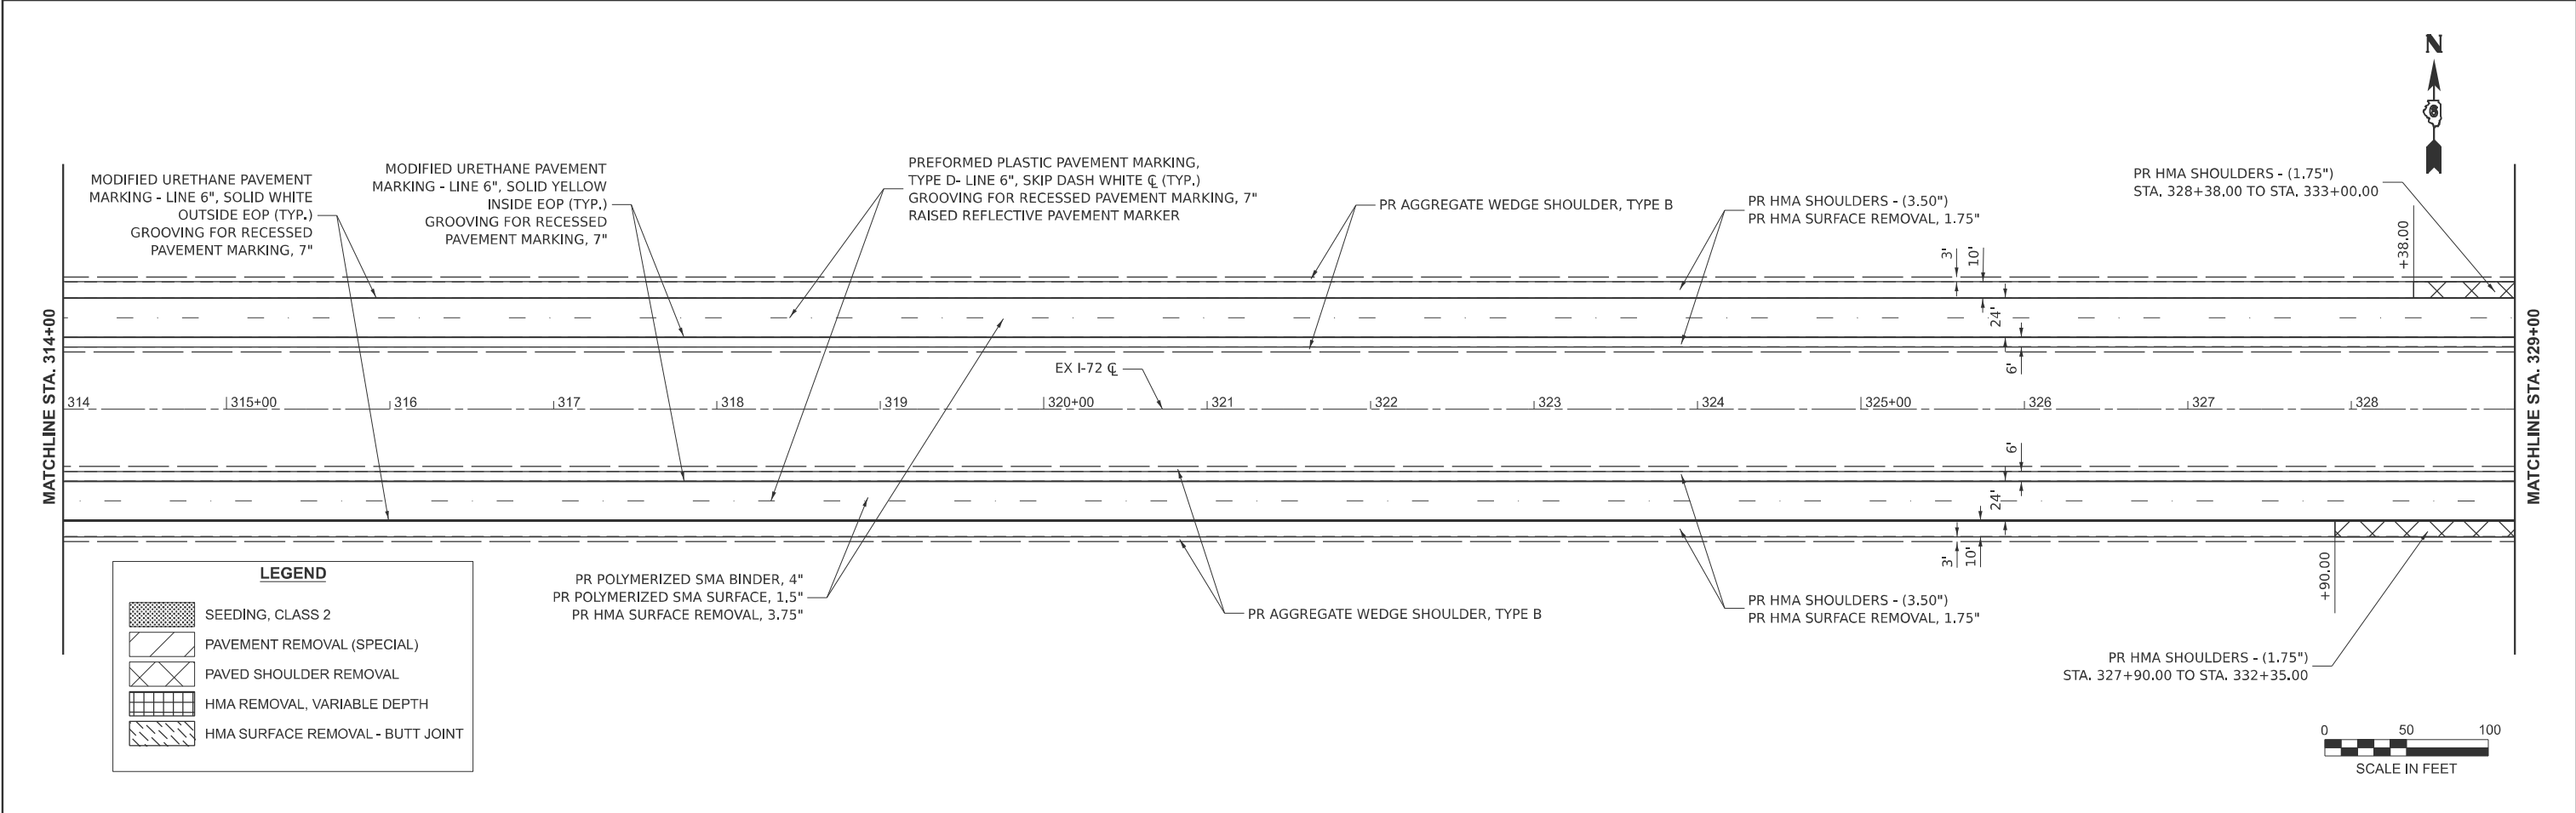 N
MODIFIED URETHANE PAVEMENT
MARKING - LINE 6", SOLID WHITE
OUTSIDE EOP (TYP.)
GROOVING FOR RECESSED
PAVEMENT MARKING, 7"
MODIFIED URETHANE PAVEMENT
MARKING - LINE 6", SOLID YELLOW
INSIDE EOP (TYP.)
GROOVING FOR RECESSED
PAVEMENT MARKING, 7"
PREFORMED PLASTIC PAVEMENT MARKING,
TYPE D- LINE 6", SKIP DASH WHITE ℄ (TYP.)
GROOVING FOR RECESSED PAVEMENT MARKING, 7"
RAISED REFLECTIVE PAVEMENT MARKER
PR AGGREGATE WEDGE SHOULDER, TYPE B
PR HMA SHOULDERS - (3.50")
PR HMA SURFACE REMOVAL, 1.75"
PR HMA SHOULDERS - (1.75")
STA. 328+38.00 TO STA. 333+00.00
+38.00
3'
10'
24'
6'
MATCHLINE STA. 314+00
MATCHLINE STA. 329+00
EX I-72 ℄
314
315+00
316
317
318
319
320+00
321
322
323
324
325+00
326
327
328
6'
24'
3'
10'
+90.00
PR POLYMERIZED SMA BINDER, 4"
PR POLYMERIZED SMA SURFACE, 1.5"
PR HMA SURFACE REMOVAL, 3.75"
PR AGGREGATE WEDGE SHOULDER, TYPE B
PR HMA SHOULDERS - (3.50")
PR HMA SURFACE REMOVAL, 1.75"
PR HMA SHOULDERS - (1.75")
STA. 327+90.00 TO STA. 332+35.00
LEGEND
SEEDING, CLASS 2
PAVEMENT REMOVAL (SPECIAL)
PAVED SHOULDER REMOVAL
HMA REMOVAL, VARIABLE DEPTH
HMA SURFACE REMOVAL - BUTT JOINT
0 50 100
SCALE IN FEET